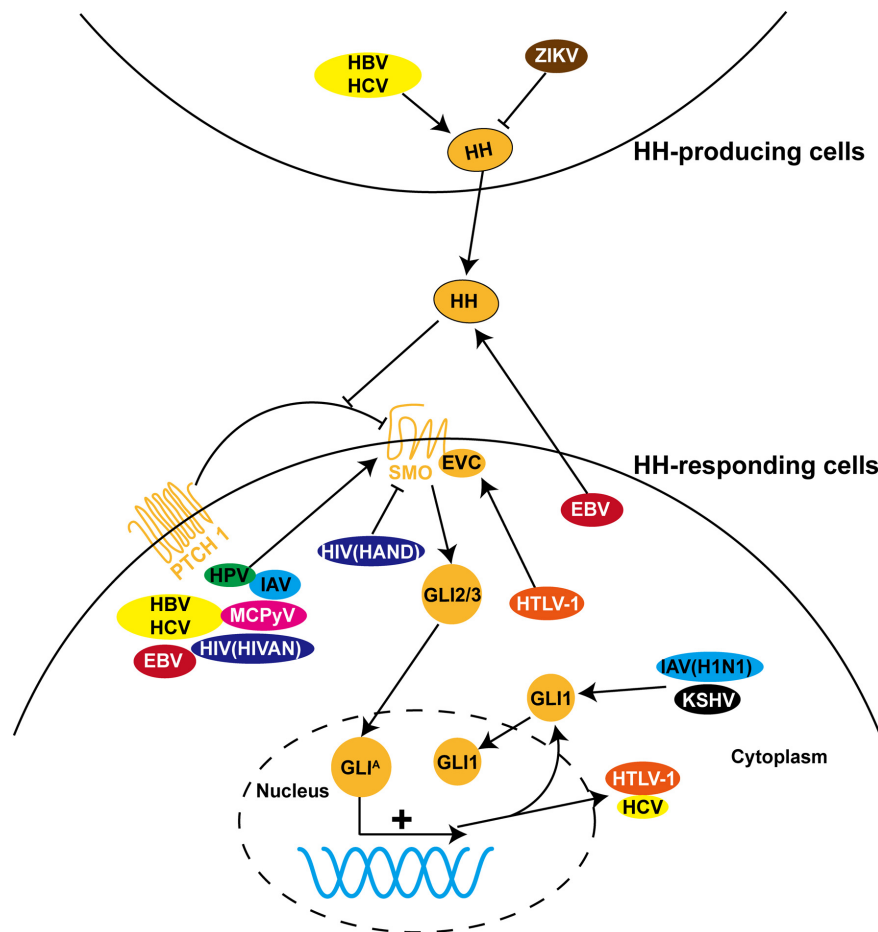 HBV
HCV
ZIKV
HH
HH-producing cells
HH
SMO
EVC
HH-responding cells
PTCH 1
EBV
HIV(HAND)
HPV
IAV
HBV
HCV
MCPyV
HIV(HIVAN)
EBV
GLI2/3
HTLV-1
IAV(H1N1)
KSHV
GLI1
GLI1
Cytoplasm
GLIᴬ
Nucleus
+
HTLV-1
HCV